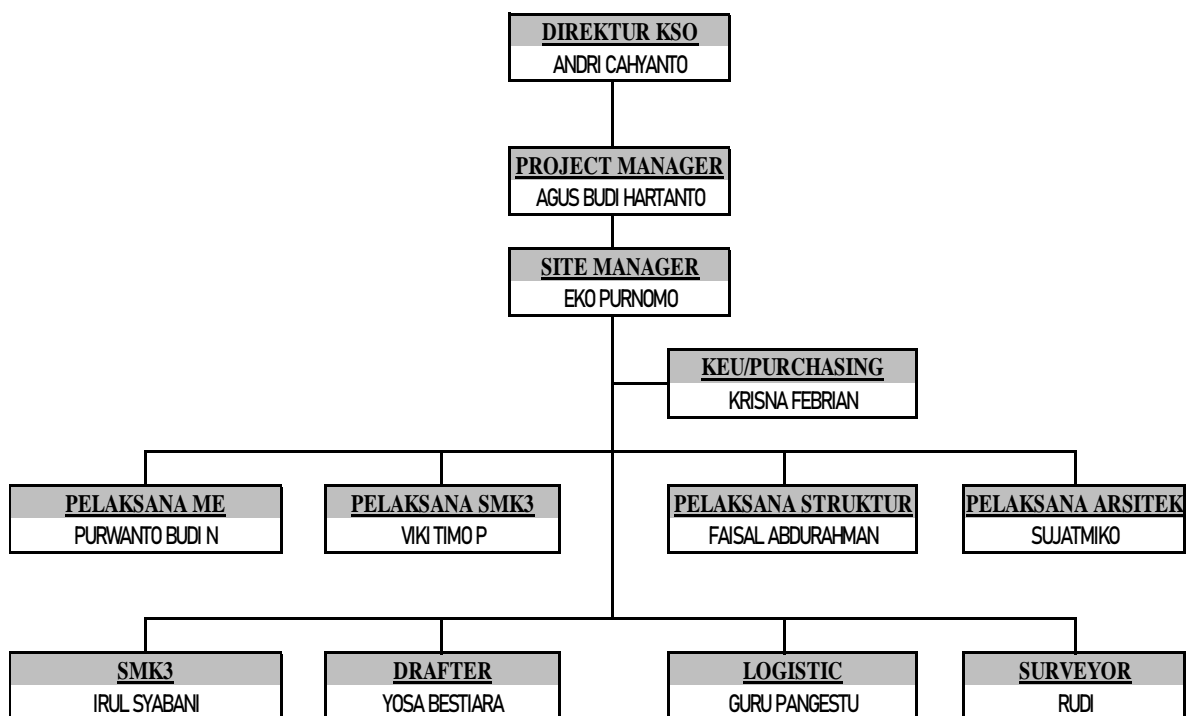 DIREKTUR KSO
ANDRI CAHYANTO
PROJECT MANAGER
AGUS BUDI HARTANTO
SITE MANAGER
EKO PURNOMO
KEU/PURCHASING
KRISNA FEBRIAN
PELAKSANA ME
PURWANTO BUDI N
PELAKSANA SMK3
VIKI TIMO P
PELAKSANA STRUKTUR
FAISAL ABDURAHMAN
PELAKSANA ARSITEK
SUJATMIKO
SMK3
IRUL SYABANI
DRAFTER
YOSA BESTIARA
LOGISTIC
GURU PANGESTU
SURVEYOR
RUDI